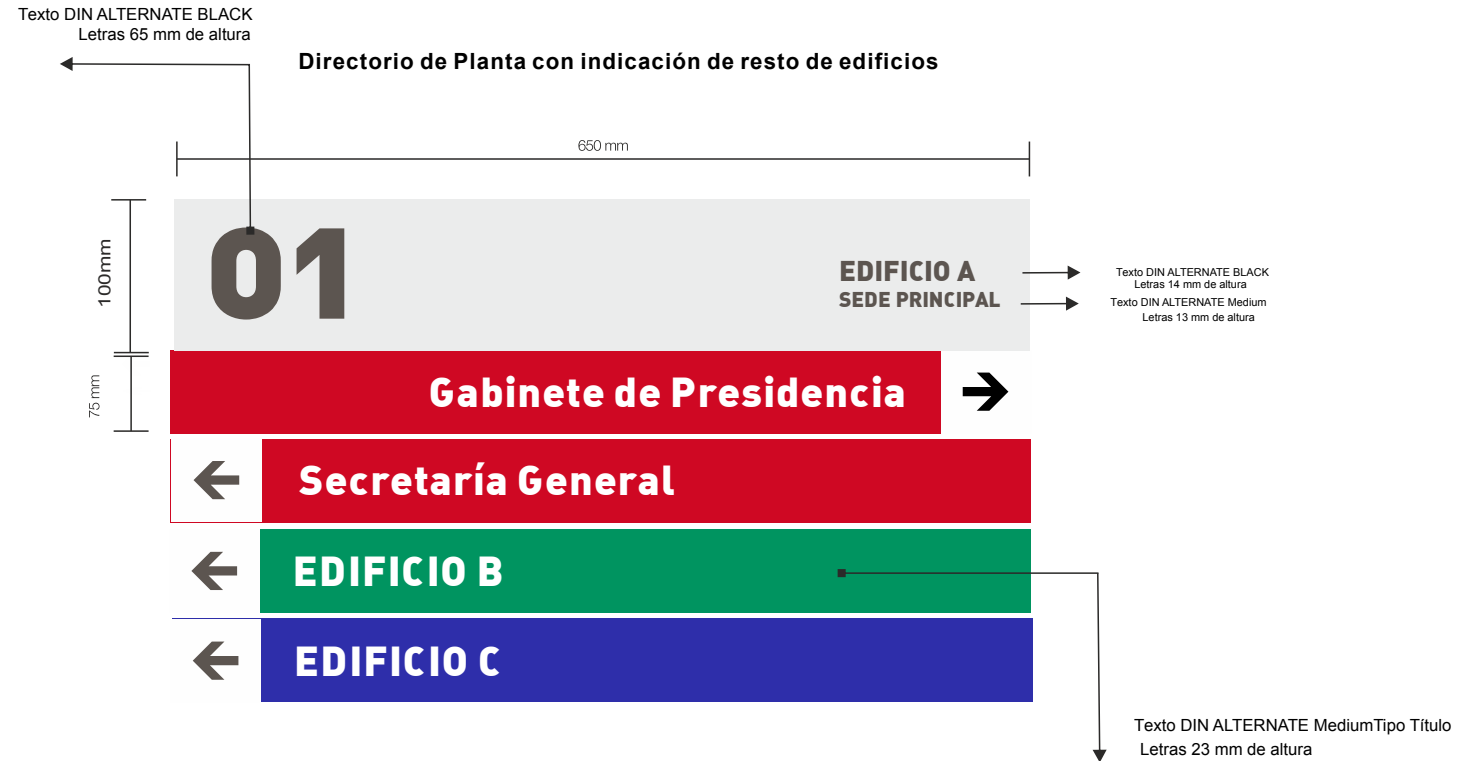 Texto DIN ALTERNATE BLACK
Letras 65 mm de altura
Directorio de Planta con indicación de resto de edificios
650 mm
100mm
01
EDIFICIO A
SEDE PRINCIPAL
Texto DIN ALTERNATE BLACK
Letras 14 mm de altura
Texto DIN ALTERNATE Medium
Letras 13 mm de altura
75 mm
Gabinete de Presidencia
Secretaría General
EDIFICIO B
EDIFICIO C
Texto DIN ALTERNATE MediumTipo Título
Letras 23 mm de altura